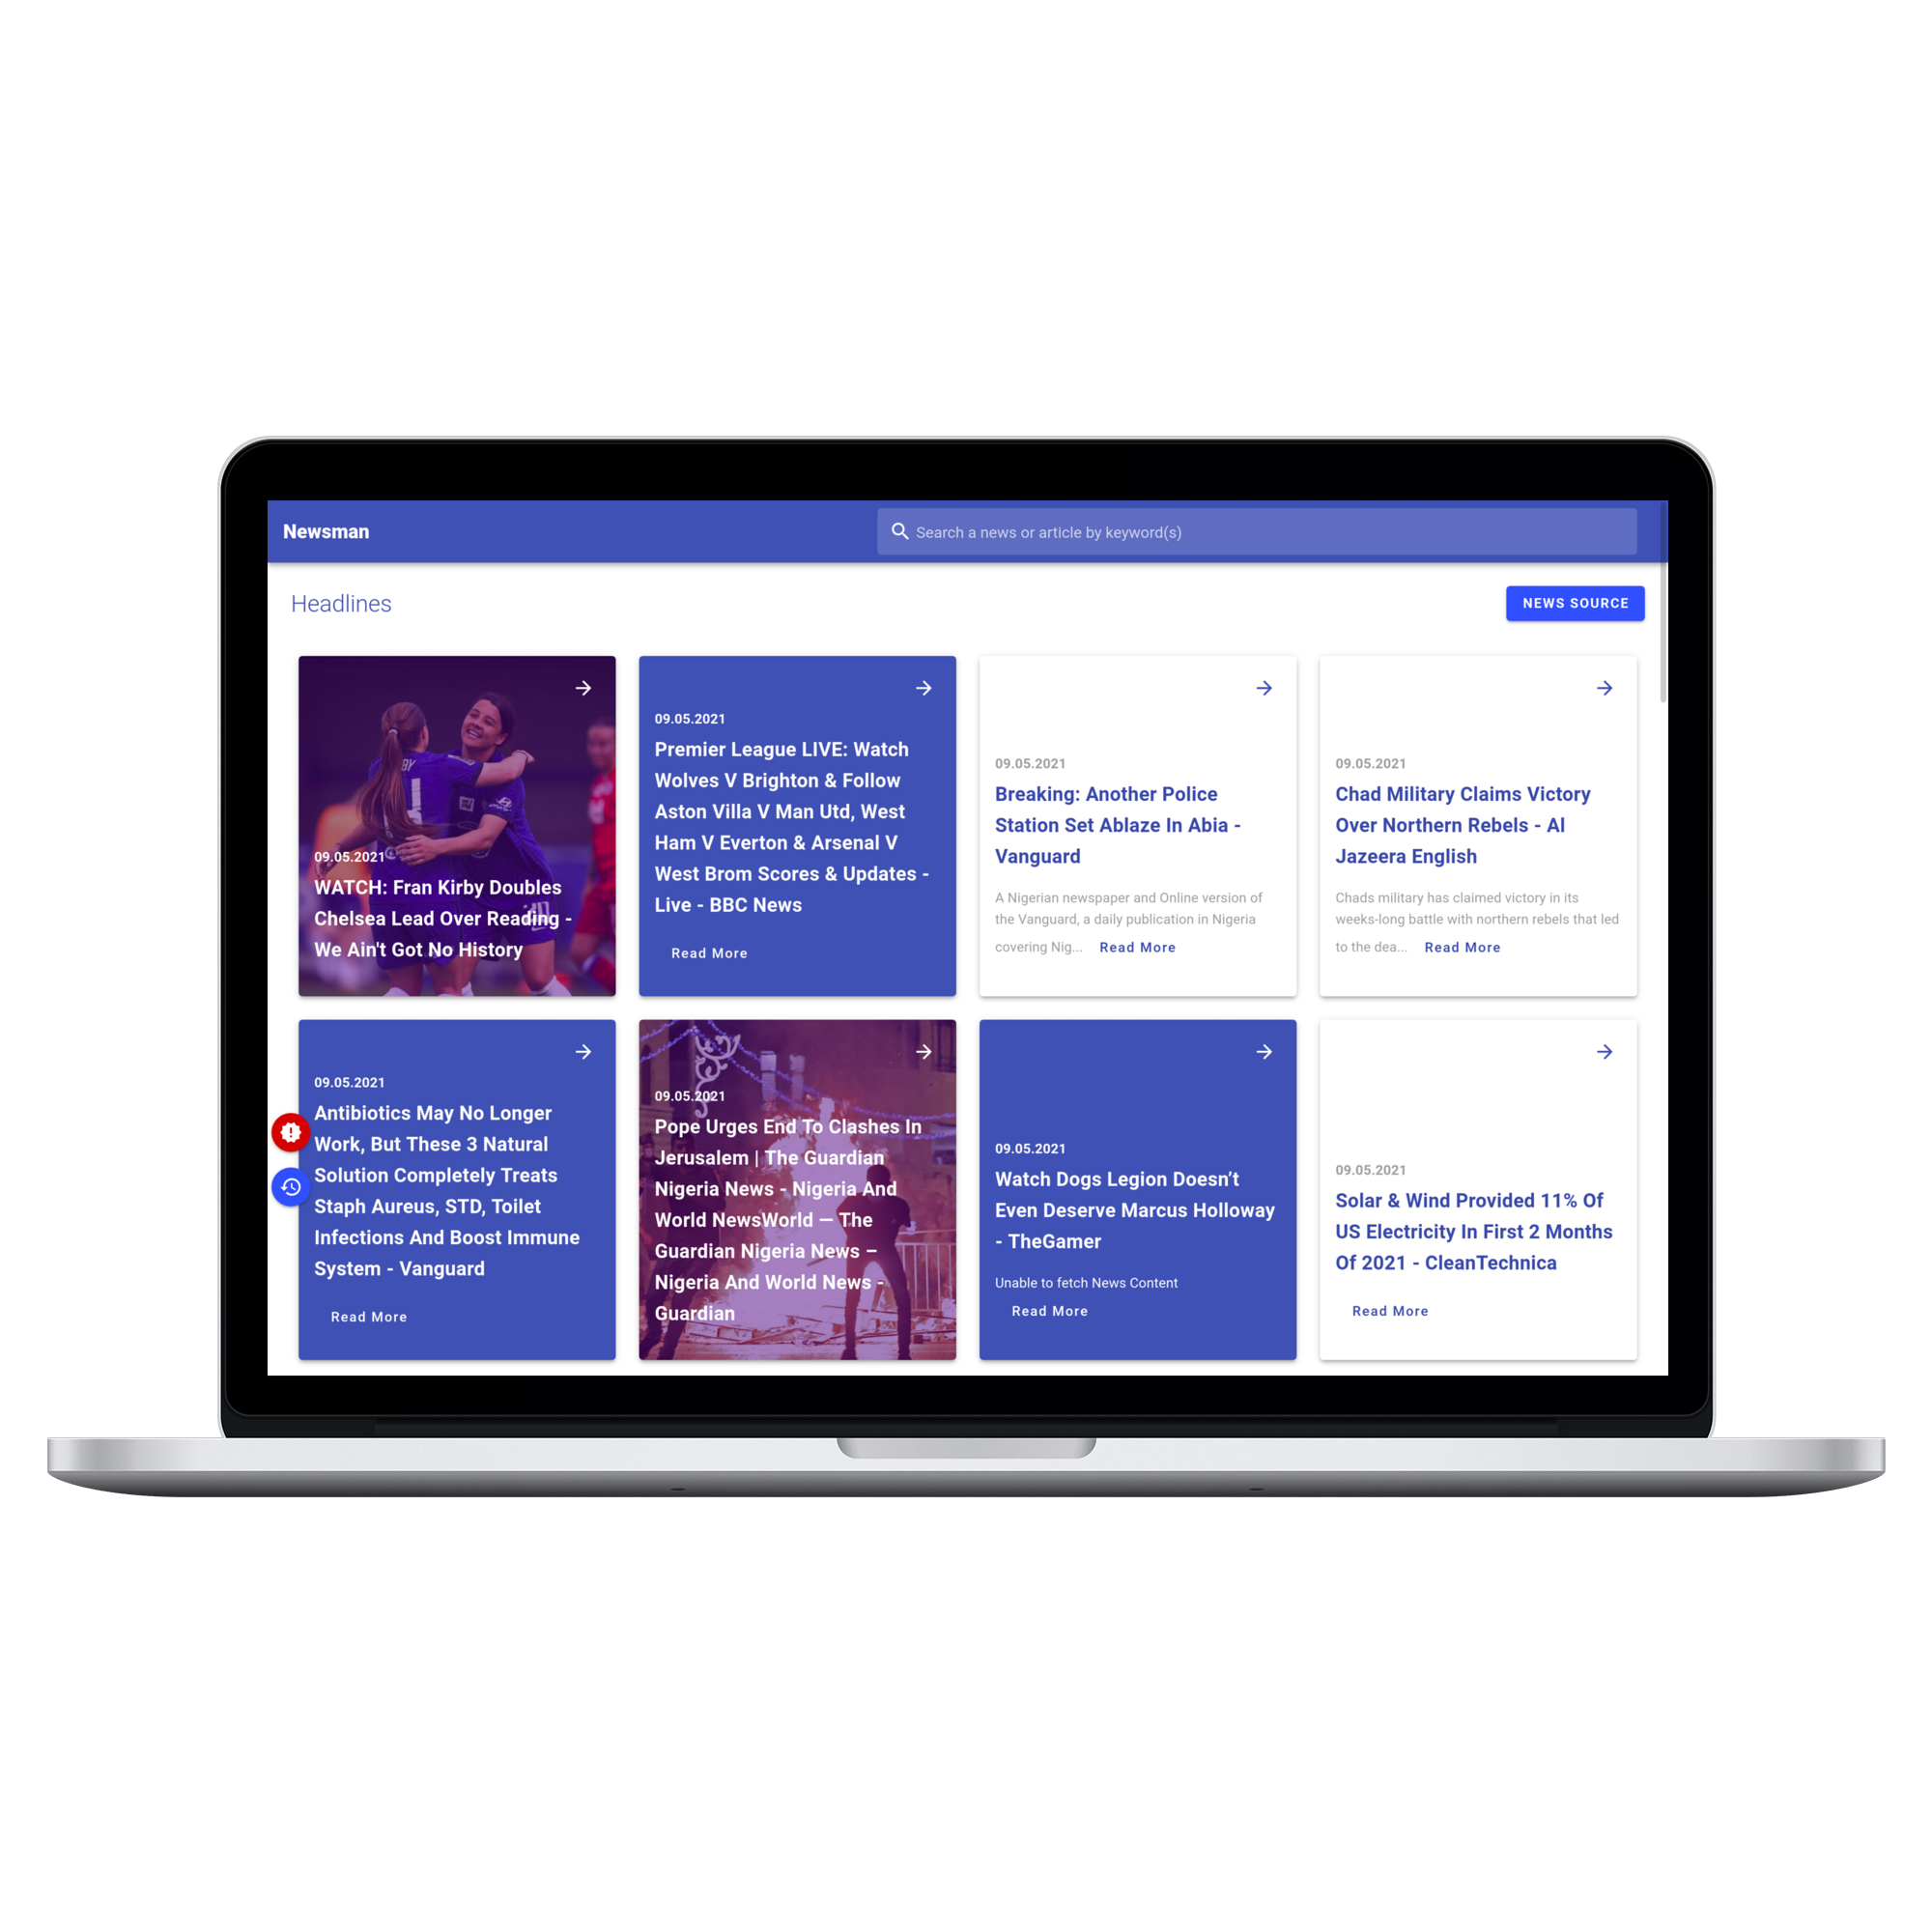 Newsman
Search a news or article by keyword(s)
Headlines
NEWS SOURCE
09.05.2021
WATCH: Fran Kirby Doubles
Chelsea Lead Over Reading -
We Ain't Got No History
09.05.2021
Premier League LIVE: Watch
Wolves V Brighton & Follow
Aston Villa V Man Utd, West
Ham V Everton & Arsenal V
West Brom Scores & Updates -
Live - BBC News
Read More
09.05.2021
Breaking: Another Police
Station Set Ablaze In Abia -
Vanguard
A Nigerian newspaper and Online version of
the Vanguard, a daily publication in Nigeria
covering Nig... Read More
09.05.2021
Chad Military Claims Victory
Over Northern Rebels - Al
Jazeera English
Chads military has claimed victory in its
weeks-long battle with northern rebels that led
to the dea... Read More
09.05.2021
Antibiotics May No Longer
Work, But These 3 Natural
Solution Completely Treats
Staph Aureus, STD, Toilet
Infections And Boost Immune
System - Vanguard
Read More
09.05.2021
Pope Urges End To Clashes In
Jerusalem | The Guardian
Nigeria News - Nigeria And
World NewsWorld — The
Guardian Nigeria News –
Nigeria And World News -
Guardian
09.05.2021
Watch Dogs Legion Doesn’t
Even Deserve Marcus Holloway
- TheGamer
Unable to fetch News Content
Read More
09.05.2021
Solar & Wind Provided 11% Of
US Electricity In First 2 Months
Of 2021 - CleanTechnica
Read More